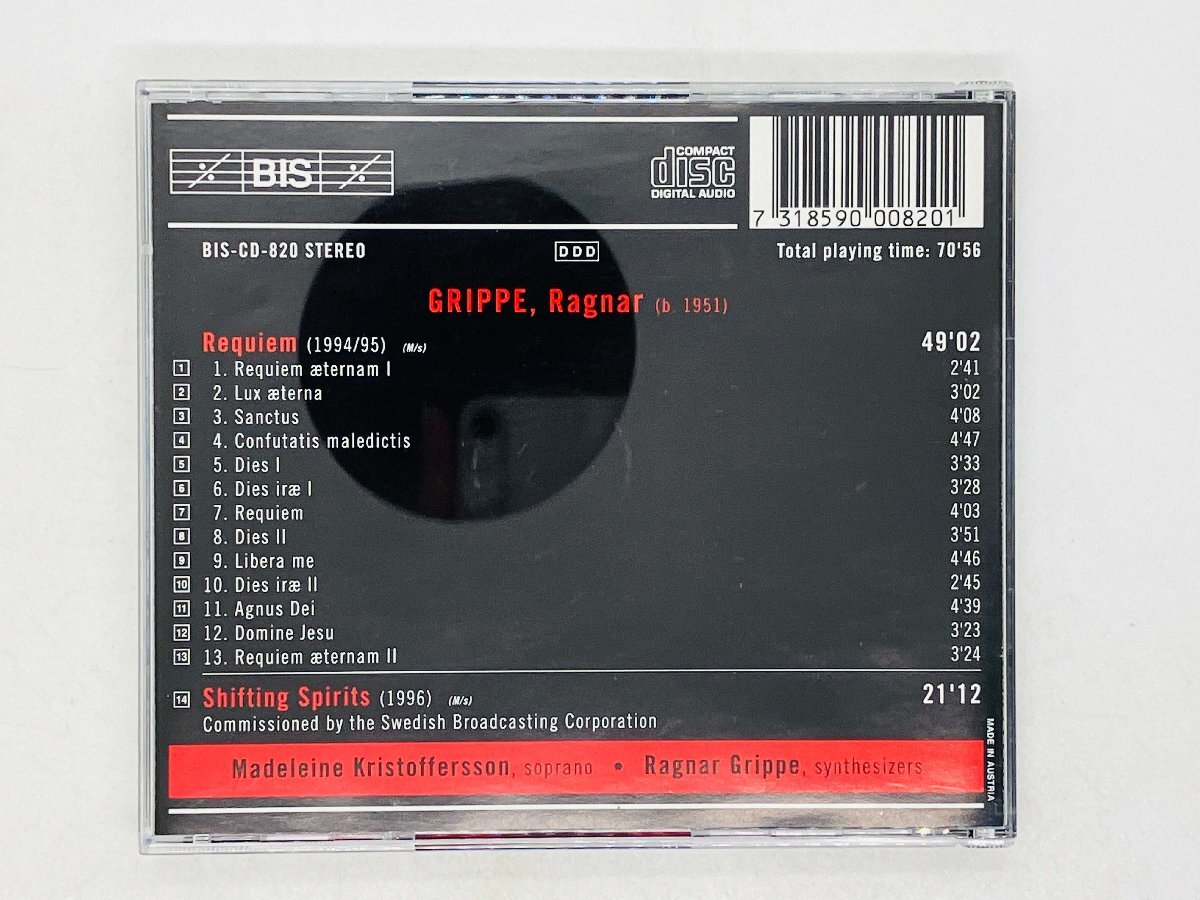 BIS
COMPACT
disc
DIGITAL AUDIO
7 318590 008201
BIS-CD-820 STEREO DDD Total playing time: 70'56
GRIPPE, Ragnar (b. 1951)
Requiem (1994/95) (M/s) 49'02
1 1. Requiem æternam I 2'41
2 2. Lux æterna 3'02
3 3. Sanctus 4'08
4 4. Confutatis maledictis 4'47
5 5. Dies I 3'33
6 6. Dies iræ I 3'28
7 7. Requiem 4'03
8 8. Dies II 3'51
9 9. Libera me 4'46
10 10. Dies iræ II 2'45
11 11. Agnus Dei 4'39
12 12. Domine Jesu 3'23
13 13. Requiem æternam II 3'24
14 Shifting Spirits (1996) (M/s) 21'12
Commissioned by the Swedish Broadcasting Corporation
Madeleine Kristoffersson, soprano • Ragnar Grippe, synthesizers
MADE IN AUSTRIA